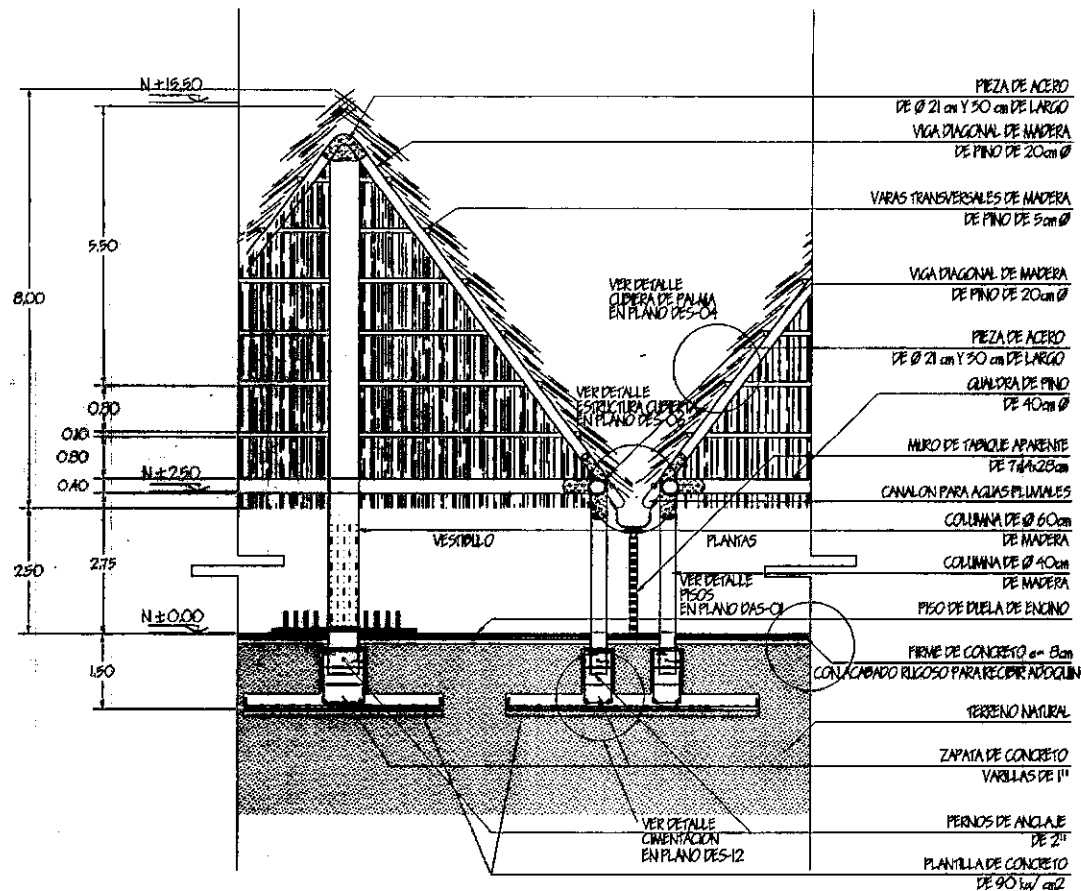 N ± 15.50
PIEZA DE ACERO
DE Ø 21 cm Y 50 cm DE LARGO
VIGA DIAGONAL DE MADERA
DE PINO DE 20cm Ø
VARAS TRANSVERSALES DE MADERA
DE PINO DE 5cm Ø
5.50
8.00
VER DETALLE
CUBIERA DE PALMA
EN PLANO DES-04
VIGA DIAGONAL DE MADERA
DE PINO DE 20cm Ø
PIEZA DE ACERO
DE Ø 21 cm Y 30 cm DE LARGO
VER DETALLE
ESTRUCTURA CUBIERTA
EN PLANO DES-03
DE PINO
DE 40cm Ø
0.80
0.10
0.80
MURO DE TABIQUE APARENTE
DE 7x14x28cm
N ± 2.50
0.40
CANALON PARA AGUAS PLUVIALES
COLUMNA DE Ø 60cm
DE MADERA
VESTIBULO
PLANTAS
COLUMNA DE Ø 40cm
DE MADERA
2.50
2.75
VER DETALLE
PISOS
EN PLANO DAS-01
PISO DE DUELA DE ENCINO
N ± 0.00
FIRME DE CONCRETO e= 8cm
CON ACABADO RUGOSO PARA RECIBIR ADOQUIN
1.50
TERRENO NATURAL
ZAPATA DE CONCRETO
VARILLAS DE 1"
VER DETALLE
CIMENTACION
EN PLANO DES-12
PERNOS DE ANCLAJE
DE 2"
PLANTILLA DE CONCRETO
DE 90 kg/ cm2